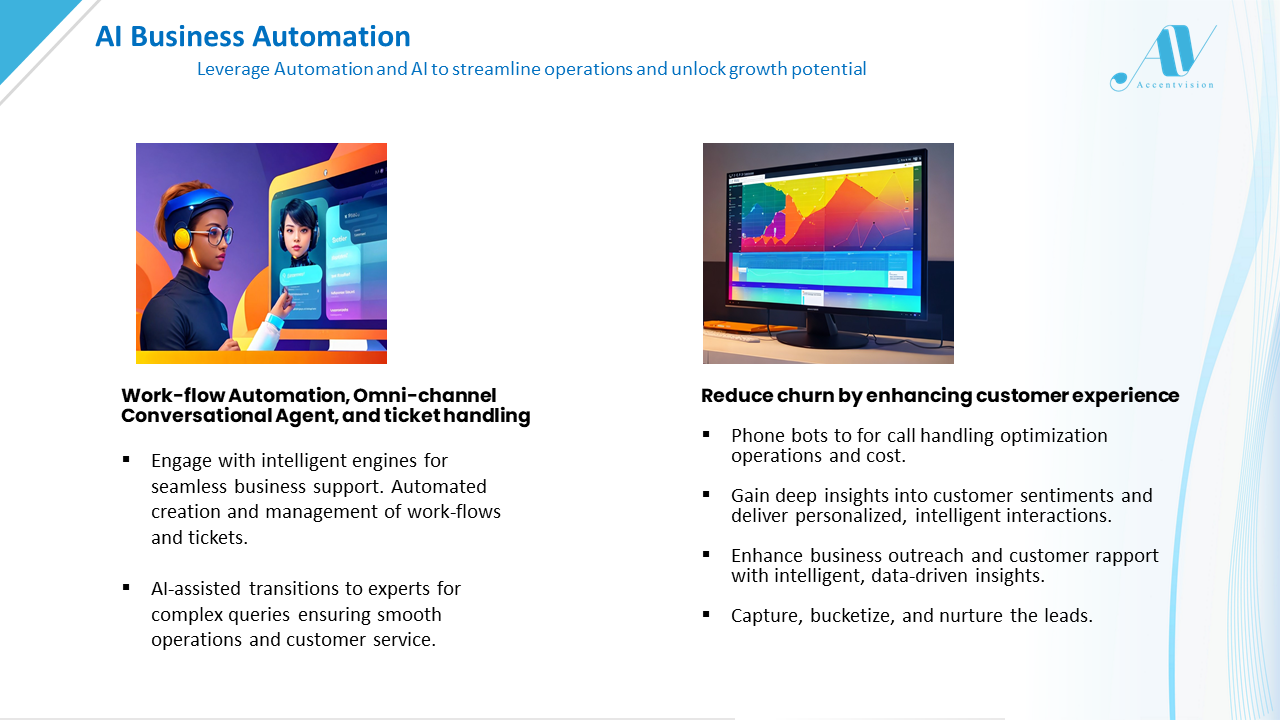 AI Business Automation
Leverage Automation and AI to streamline operations and unlock growth potential
AV
Accentvision
Work-flow Automation, Omni-channel
Conversational Agent, and ticket handling
▪ Engage with intelligent engines for
seamless business support. Automated
creation and management of work-flows
and tickets.
▪ AI-assisted transitions to experts for
complex queries ensuring smooth
operations and customer service.
Reduce churn by enhancing customer experience
▪ Phone bots to for call handling optimization
operations and cost.
▪ Gain deep insights into customer sentiments and
deliver personalized, intelligent interactions.
▪ Enhance business outreach and customer rapport
with intelligent, data-driven insights.
▪ Capture, bucketize, and nurture the leads.